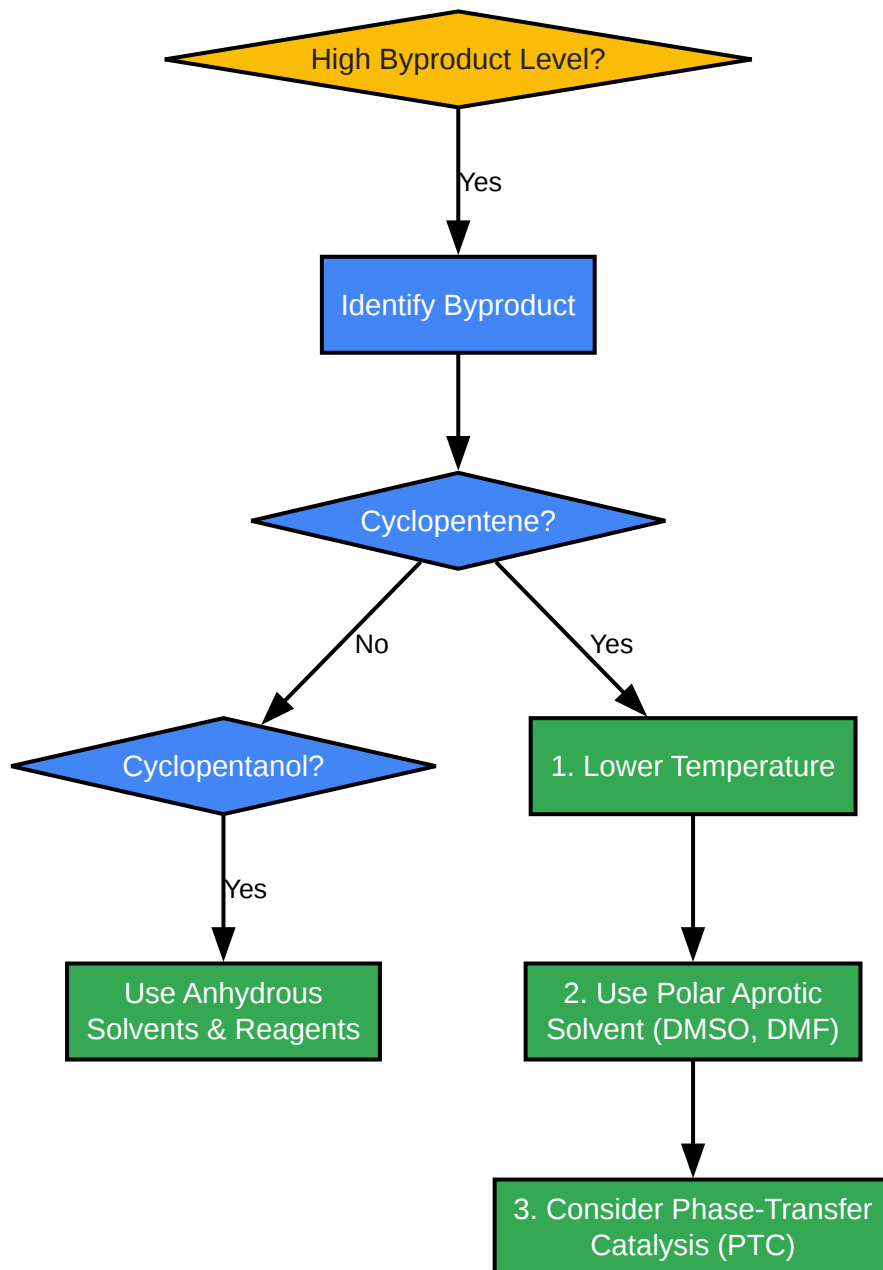 High Byproduct Level?
Yes
Identify Byproduct
Cyclopentene?
No
Yes
Cyclopentanol?
1. Lower Temperature
Yes
Use Anhydrous
Solvents & Reagents
2. Use Polar Aprotic
Solvent (DMSO, DMF)
3. Consider Phase-Transfer
Catalysis (PTC)